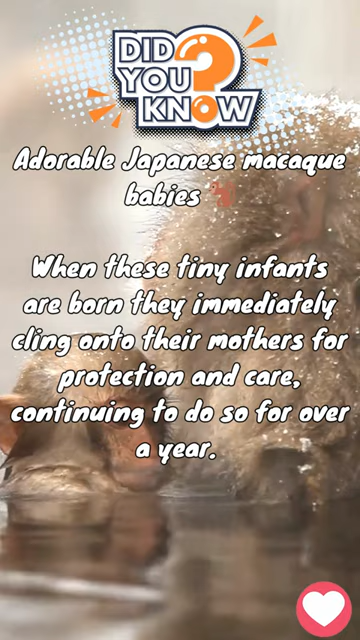 DID
YOU
KNOW
Adorable Japanese macaque
babies
When these tiny infants
are born they immediately
cling onto their mothers for
protection and care,
continuing to do so for over
a year.